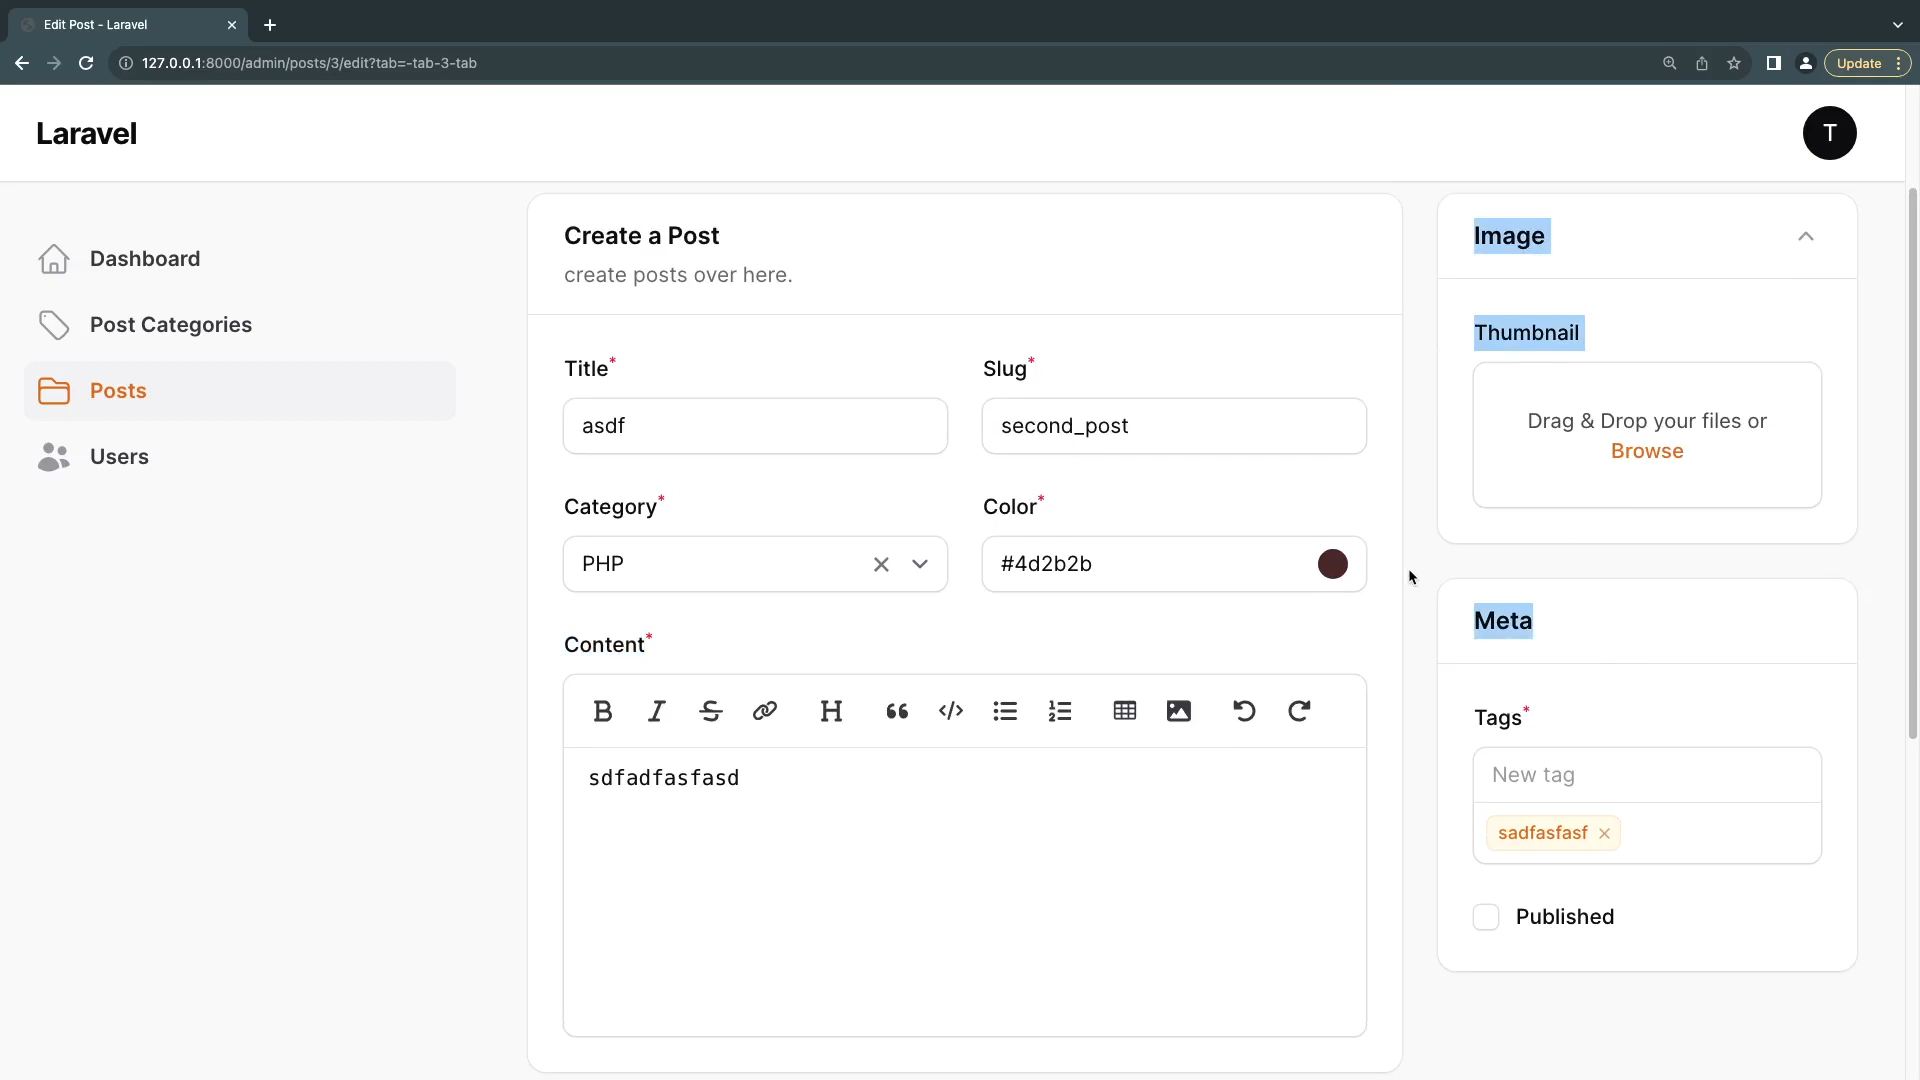 Edit Post - Laravel
127.0.0.1:8000/admin/posts/3/edit?tab=-tab-3-tab
Update
Laravel
T
Dashboard
Post Categories
Posts
Users
Create a Post
create posts over here.
Title*
Slug*
asdf
second_post
Category*
Color*
PHP
#4d2b2b
Content*
sdfadfasfasd
Image
Thumbnail
Drag & Drop your files or
Browse
Meta
Tags*
New tag
sadfasfasf
Published